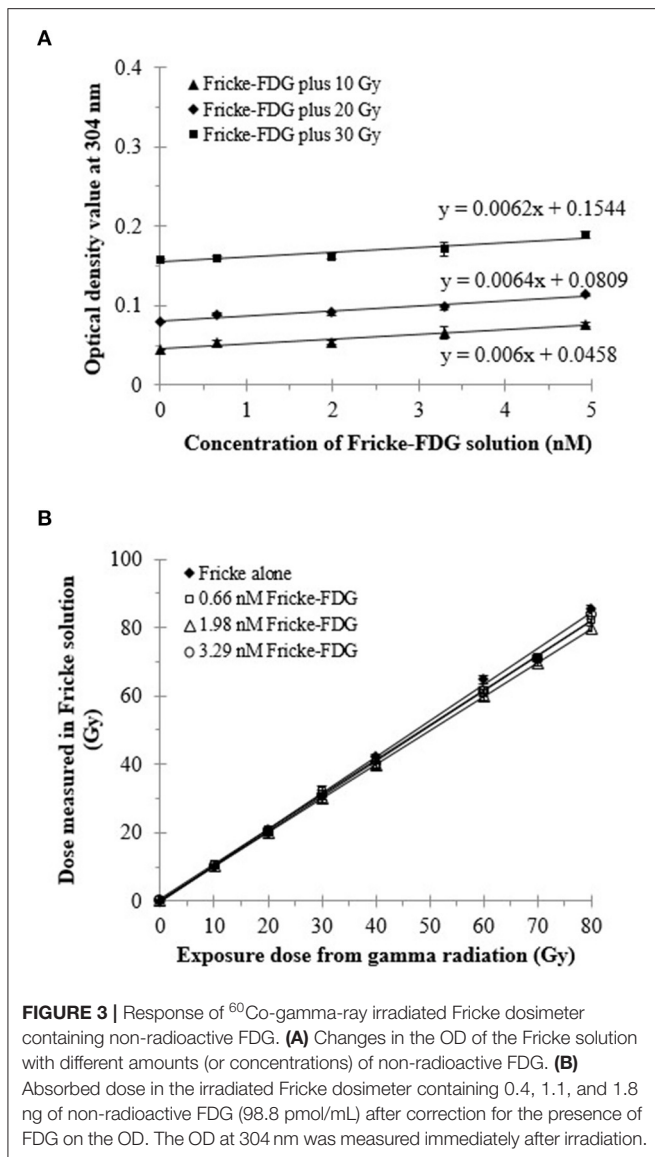 A
Optical density value at 304 nm
0.4
0.3
0.2
0.1
0
▲ Fricke-FDG plus 10 Gy
◆ Fricke-FDG plus 20 Gy
■ Fricke-FDG plus 30 Gy
y = 0.0062x + 0.1544
y = 0.0064x + 0.0809
y = 0.006x + 0.0458
0 1 2 3 4 5
Concentration of Fricke-FDG solution (nM)
B
Dose measured in Fricke solution
(Gy)
100
80
60
40
20
0
◆ Fricke alone
□ 0.66 nM Fricke-FDG
△ 1.98 nM Fricke-FDG
○ 3.29 nM Fricke-FDG
0 10 20 30 40 50 60 70 80
Exposure dose from gamma radiation (Gy)
FIGURE 3 | Response of ⁶⁰Co-gamma-ray irradiated Fricke dosimeter
containing non-radioactive FDG. (A) Changes in the OD of the Fricke solution
with different amounts (or concentrations) of non-radioactive FDG. (B)
Absorbed dose in the irradiated Fricke dosimeter containing 0.4, 1.1, and 1.8
ng of non-radioactive FDG (98.8 pmol/mL) after correction for the presence of
FDG on the OD. The OD at 304 nm was measured immediately after irradiation.